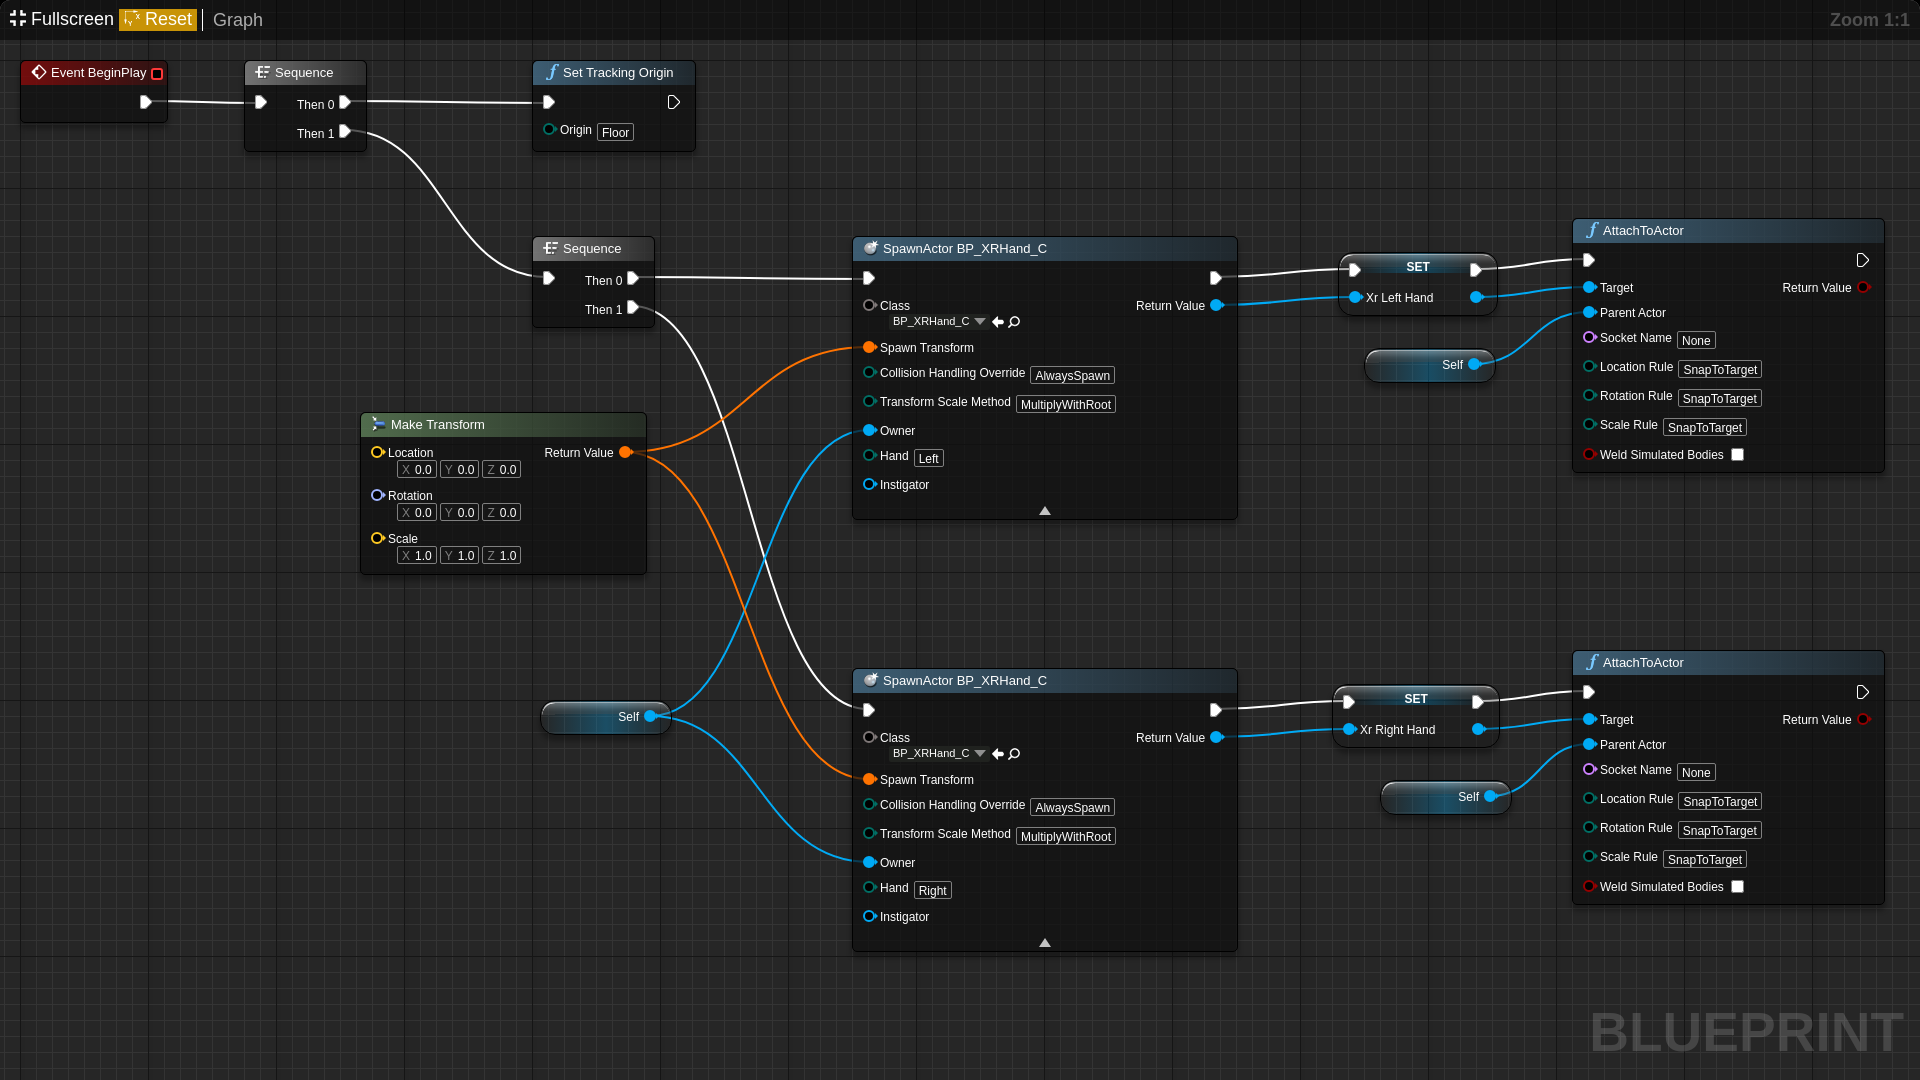 Fullscreen Reset Graph Zoom 1:1
Event BeginPlay
Sequence
Then 0
Then 1
Set Tracking Origin
Origin Floor
Sequence
Then 0
Then 1
Make Transform
Location Return Value
X 0.0 Y 0.0 Z 0.0
Rotation
X 0.0 Y 0.0 Z 0.0
Scale
X 1.0 Y 1.0 Z 1.0
Self
SpawnActor BP_XRHand_C
Class Return Value
BP_XRHand_C
Spawn Transform
Collision Handling Override AlwaysSpawn
Transform Scale Method MultiplyWithRoot
Owner
Hand Left
Instigator
SET
Xr Left Hand
Self
AttachToActor
Target Return Value
Parent Actor
Socket Name None
Location Rule SnapToTarget
Rotation Rule SnapToTarget
Scale Rule SnapToTarget
Weld Simulated Bodies
SpawnActor BP_XRHand_C
Class Return Value
BP_XRHand_C
Spawn Transform
Collision Handling Override AlwaysSpawn
Transform Scale Method MultiplyWithRoot
Owner
Hand Right
Instigator
SET
Xr Right Hand
Self
AttachToActor
Target Return Value
Parent Actor
Socket Name None
Location Rule SnapToTarget
Rotation Rule SnapToTarget
Scale Rule SnapToTarget
Weld Simulated Bodies
BLUEPRINT